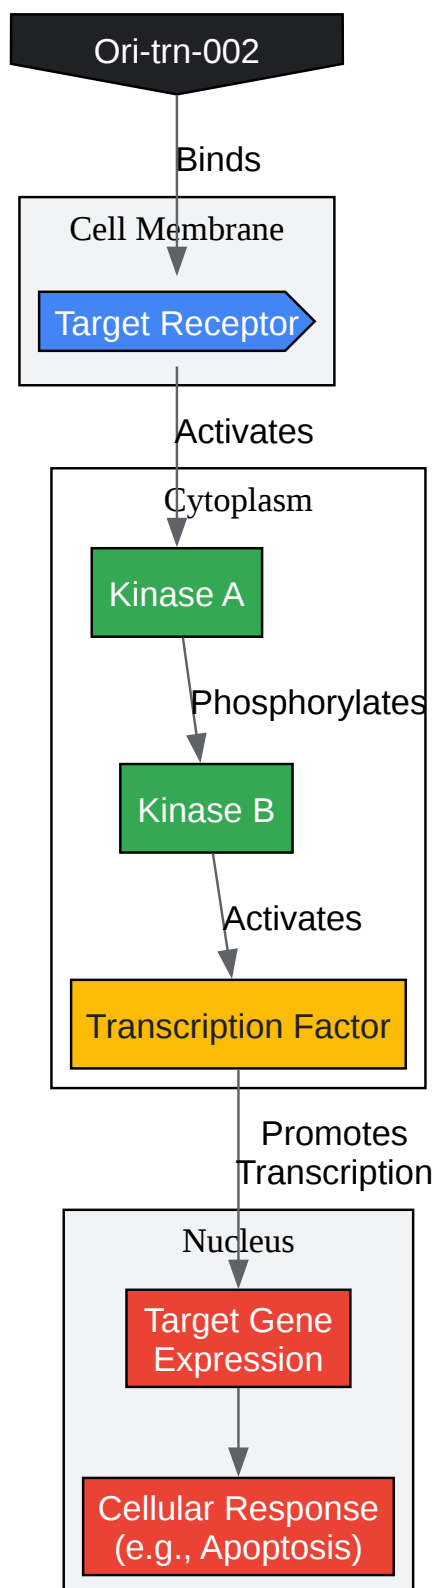 Ori-trn-002
Binds
Cell Membrane
Target Receptor
Activates
Cytoplasm
Kinase A
Phosphorylates
Kinase B
Activates
Transcription Factor
Promotes
Transcription
Nucleus
Target Gene
Expression
Cellular Response
(e.g., Apoptosis)